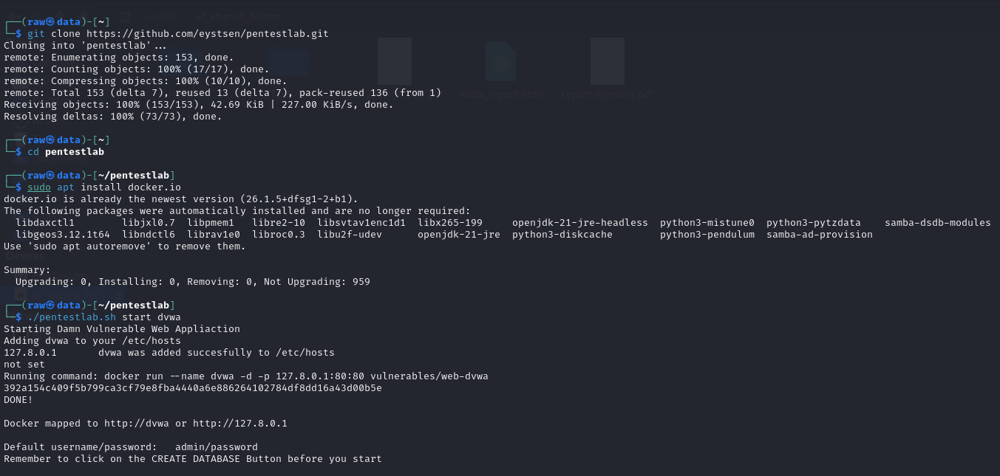 media sf_shared_folder
┌──(raw㉿data)-[~]
└─$ git clone https://github.com/eystsen/pentestlab.git
Cloning into 'pentestlab'...
remote: Enumerating objects: 153, done.
remote: Counting objects: 100% (17/17), done.
remote: Compressing objects: 100% (10/10), done.
remote: Total 153 (delta 7), reused 13 (delta 7), pack-reused 136 (from 1)
nikto_report.html report openvas.pdf
Receiving objects: 100% (153/153), 42.69 KiB | 227.00 KiB/s, done.
Resolving deltas: 100% (73/73), done.
┌──(raw㉿data)-[~]
└─$ cd pentestlab
Documents
┌──(raw㉿data)-[~/pentestlab]
└─$ sudo apt install docker.io
docker.io is already the newest version (26.1.5+dfsg1-2+b1).
The following packages were automatically installed and are no longer required:
  libdaxctl1        libjxl0.7  libpmem1   libre2-10  libsvtav1enc1d1  libx265-199     openjdk-21-jre-headless  python3-mistune0  python3-pytzdata    samba-dsdb-modules
  libgeos3.12.1t64  libndctl6  librav1e0  libroc0.3  libu2f-udev      openjdk-21-jre  python3-diskcache        python3-pendulum  samba-ad-provision
Use 'sudo apt autoremove' to remove them.
Devices
Summary:
  Upgrading: 0, Installing: 0, Removing: 0, Not Upgrading: 959
┌──(raw㉿data)-[~/pentestlab]
└─$ ./pentestlab.sh start dvwa
Starting Damn Vulnerable Web Appliaction
Adding dvwa to your /etc/hosts
127.8.0.1       dvwa was added succesfully to /etc/hosts
not set
Running command: docker run --name dvwa -d -p 127.8.0.1:80:80 vulnerables/web-dvwa
392a154c409f5b799ca3cf79e8fba4440a6e886264102784df8dd16a43d00b5e
DONE!
Docker mapped to http://dvwa or http://127.8.0.1
Default username/password:   admin/password
Remember to click on the CREATE DATABASE Button before you start